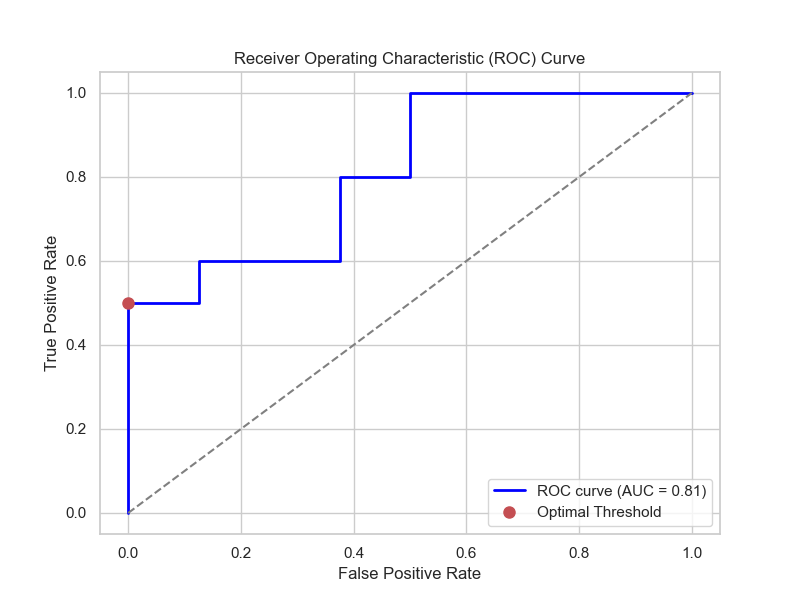 Receiver Operating Characteristic (ROC) Curve
1.0
0.8
0.6
0.4
0.2
0.0
True Positive Rate
0.0 0.2 0.4 0.6 0.8 1.0
False Positive Rate
ROC curve (AUC = 0.81)
Optimal Threshold